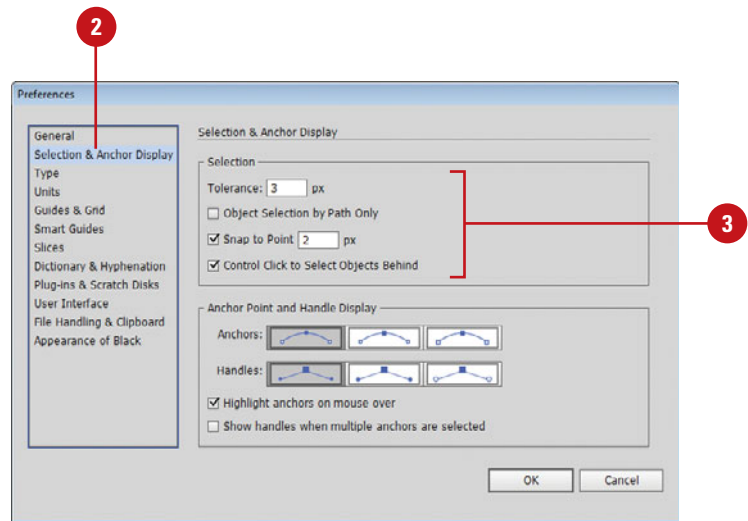 2
Preferences
General
Selection & Anchor Display
Type
Units
Guides & Grid
Smart Guides
Slices
Dictionary & Hyphenation
Plug-ins & Scratch Disks
User Interface
File Handling & Clipboard
Appearance of Black
Selection & Anchor Display
Selection
Tolerance: 3 px
Object Selection by Path Only
Snap to Point 2 px
Control Click to Select Objects Behind
3
Anchor Point and Handle Display
Anchors:
Handles:
Highlight anchors on mouse over
Show handles when multiple anchors are selected
OK Cancel